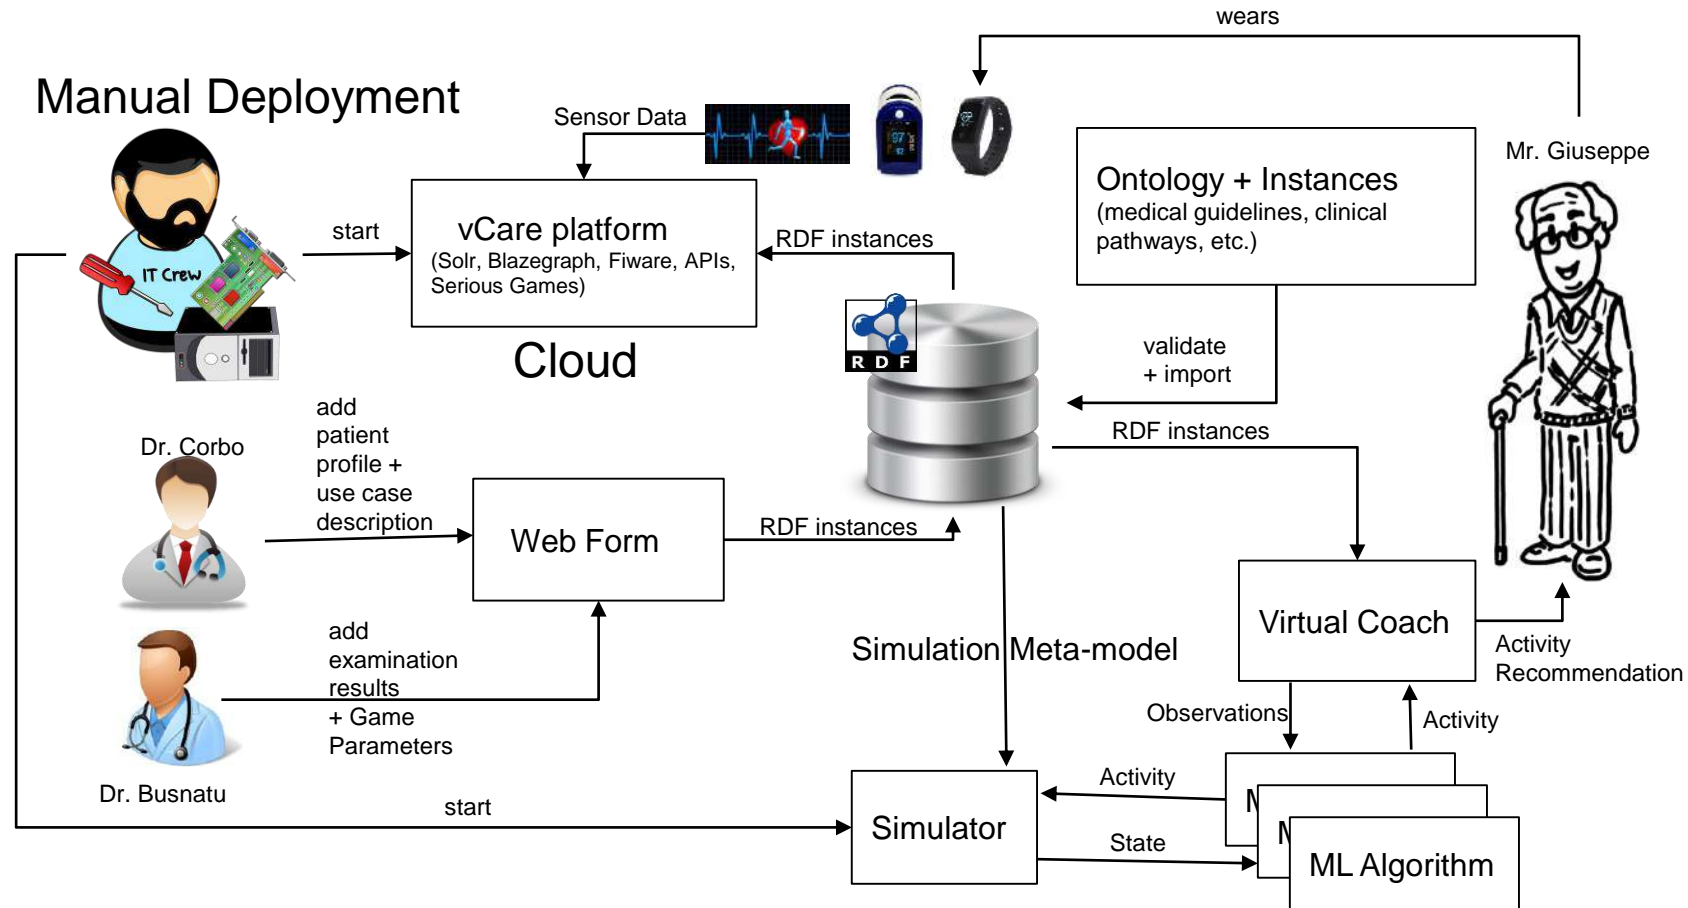 wears
Manual Deployment
Sensor Data
Mr. Giuseppe
Ontology + Instances
(medical guidelines, clinical
pathways, etc.)
start
vCare platform
(Solr, Blazegraph, Fiware, APIs,
Serious Games)
RDF instances
IT Crew
97
RDF
Cloud
validate
+ import
add
patient
profile +
use case
description
Dr. Corbo
RDF instances
Web Form
RDF instances
Virtual Coach
add
examination
results
+ Game
Parameters
Simulation Meta-model
Activity
Recommendation
Observations
Activity
Dr. Busnatu
start
Activity
M
M
Simulator
State
ML Algorithm